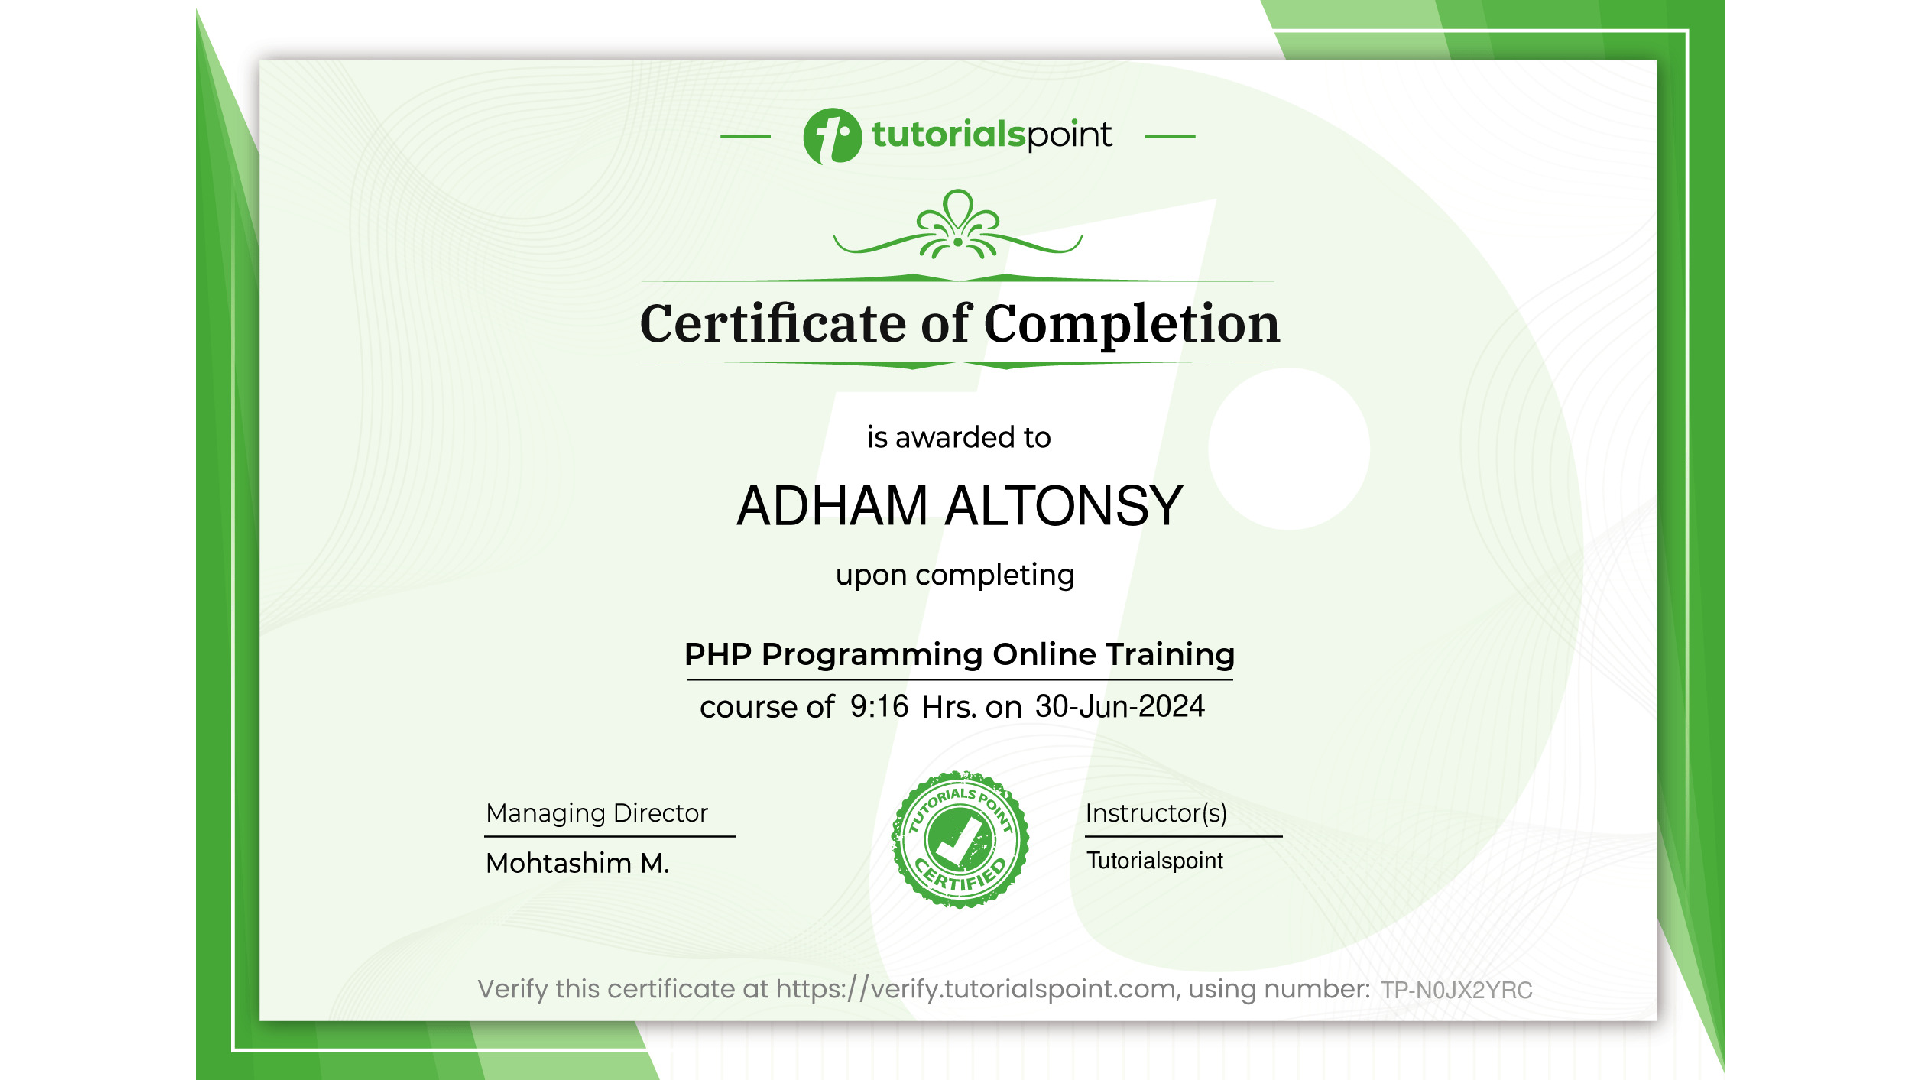 tutorialspoint
Certificate of Completion
is awarded to
ADHAM ALTONSY
upon completing
PHP Programming Online Training
course of 9:16 Hrs. on 30-Jun-2024
Managing Director
Mohtashim M.
TUTORIALS POINT
CERTIFIED
Instructor(s)
Tutorialspoint
Verify this certificate at https://verify.tutorialspoint.com, using number: TP-N0JX2YRC